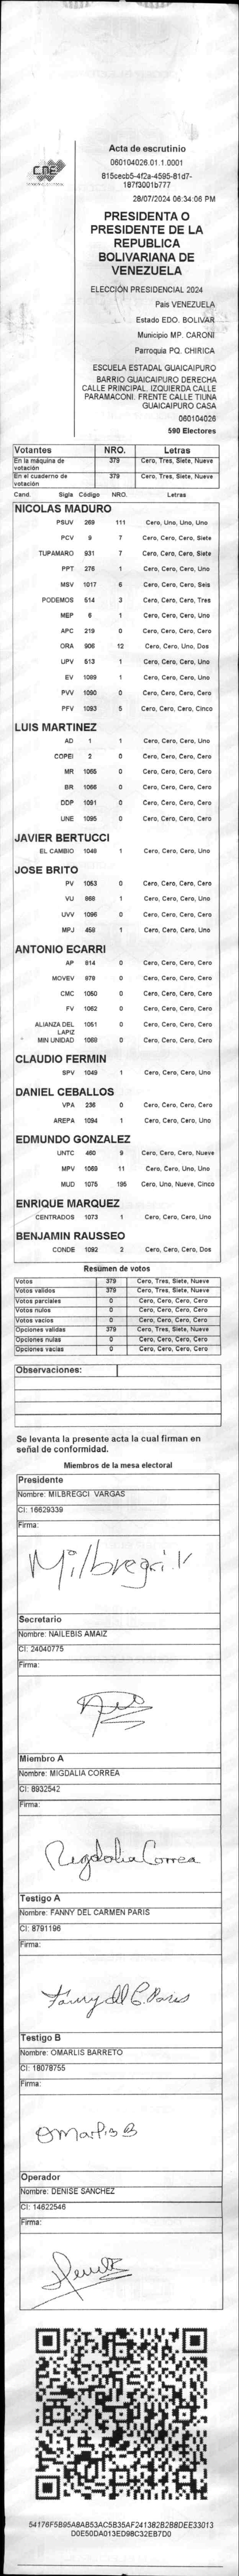 CNE
Acta de escrutinio
060104026.01.1.0001
815cecb5-4f2a-4595-81d7-
187f3001b777
28/07/2024 06:34:06 PM
PRESIDENTA O
PRESIDENTE DE LA
REPUBLICA
BOLIVARIANA DE
VENEZUELA
ELECCIÓN PRESIDENCIAL 2024
Pais VENEZUELA
Estado EDO. BOLIVAR
Municipio MP. CARONI
Parroquia PQ. CHIRICA
ESCUELA ESTADAL GUAICAIPURO
BARRIO GUAICAIPURO DERECHA
CALLE PRINCIPAL. IZQUIERDA CALLE
PARAMACONI. FRENTE CALLE TIUNA
GUAICAIPURO CASA
060104026
590 Electores
Votantes NRO. Letras
En la máquina de votación 379 Cero, Tres, Siete, Nueve
En el cuaderno de votación 379 Cero, Tres, Siete, Nueve
Cand. Sigla Código NRO. Letras
NICOLAS MADURO
PSUV 269 111 Cero, Uno, Uno, Uno
PCV 9 7 Cero, Cero, Cero, Siete
TUPAMARO 931 7 Cero, Cero, Cero, Siete
PPT 276 1 Cero, Cero, Cero, Uno
MSV 1017 6 Cero, Cero, Cero, Seis
PODEMOS 514 3 Cero, Cero, Cero, Tres
MEP 6 1 Cero, Cero, Cero, Uno
APC 219 0 Cero, Cero, Cero, Cero
ORA 906 12 Cero, Cero, Uno, Dos
UPV 513 1 Cero, Cero, Cero, Uno
EV 1089 1 Cero, Cero, Cero, Uno
PVV 1090 0 Cero, Cero, Cero, Cero
PFV 1093 5 Cero, Cero, Cero, Cinco
LUIS MARTINEZ
AD 1 1 Cero, Cero, Cero, Uno
COPEI 2 0 Cero, Cero, Cero, Cero
MR 1065 0 Cero, Cero, Cero, Cero
BR 1066 0 Cero, Cero, Cero, Cero
DDP 1091 0 Cero, Cero, Cero, Cero
UNE 1095 0 Cero, Cero, Cero, Cero
JAVIER BERTUCCI
EL CAMBIO 1048 1 Cero, Cero, Cero, Uno
JOSE BRITO
PV 1053 0 Cero, Cero, Cero, Cero
VU 868 1 Cero, Cero, Cero, Uno
UVV 1096 0 Cero, Cero, Cero, Cero
MPJ 458 1 Cero, Cero, Cero, Uno
ANTONIO ECARRI
AP 814 0 Cero, Cero, Cero, Cero
MOVEV 879 0 Cero, Cero, Cero, Cero
CMC 1050 0 Cero, Cero, Cero, Cero
FV 1062 0 Cero, Cero, Cero, Cero
ALIANZA DEL LAPIZ 1051 0 Cero, Cero, Cero, Cero
MIN UNIDAD 1069 0 Cero, Cero, Cero, Cero
CLAUDIO FERMIN
SPV 1049 1 Cero, Cero, Cero, Uno
DANIEL CEBALLOS
VPA 236 0 Cero, Cero, Cero, Cero
AREPA 1094 1 Cero, Cero, Cero, Uno
EDMUNDO GONZALEZ
UNTC 460 9 Cero, Cero, Cero, Nueve
MPV 1069 11 Cero, Cero, Uno, Uno
MUD 1075 195 Cero, Uno, Nueve, Cinco
ENRIQUE MARQUEZ
CENTRADOS 1073 1 Cero, Cero, Cero, Uno
BENJAMIN RAUSSEO
CONDE 1092 2 Cero, Cero, Cero, Dos
Resúmen de votos
Votos 379 Cero, Tres, Siete, Nueve
Votos validos 379 Cero, Tres, Siete, Nueve
Votos parciales 0 Cero, Cero, Cero, Cero
Votos nulos 0 Cero, Cero, Cero, Cero
Votos vacios 0 Cero, Cero, Cero, Cero
Opciones validas 379 Cero, Tres, Siete, Nueve
Opciones nulas 0 Cero, Cero, Cero, Cero
Opciones vacias 0 Cero, Cero, Cero, Cero
Observaciones:
Se levanta la presente acta la cual firman en
señal de conformidad.
Miembros de la mesa electoral
Presidente
Nombre: MILBREGCI VARGAS
CI: 16629339
Firma:
Milbregci V
Secretario
Nombre: NAILEBIS AMAIZ
CI: 24040775
Firma:
Miembro A
Nombre: MIGDALIA CORREA
CI: 8932542
Firma:
Migdalia Correa
Testigo A
Nombre: FANNY DEL CARMEN PARIS
CI: 8791196
Firma:
Fanny del C. Paris
Testigo B
Nombre: OMARLIS BARRETO
CI: 18078755
Firma:
Omarlis B
Operador
Nombre: DENISE SANCHEZ
CI: 14622546
Firma:
54176F5B95A8AB53AC5B35AF241382B2B8DEE33013
D0E50DA013ED98C32EB7D0